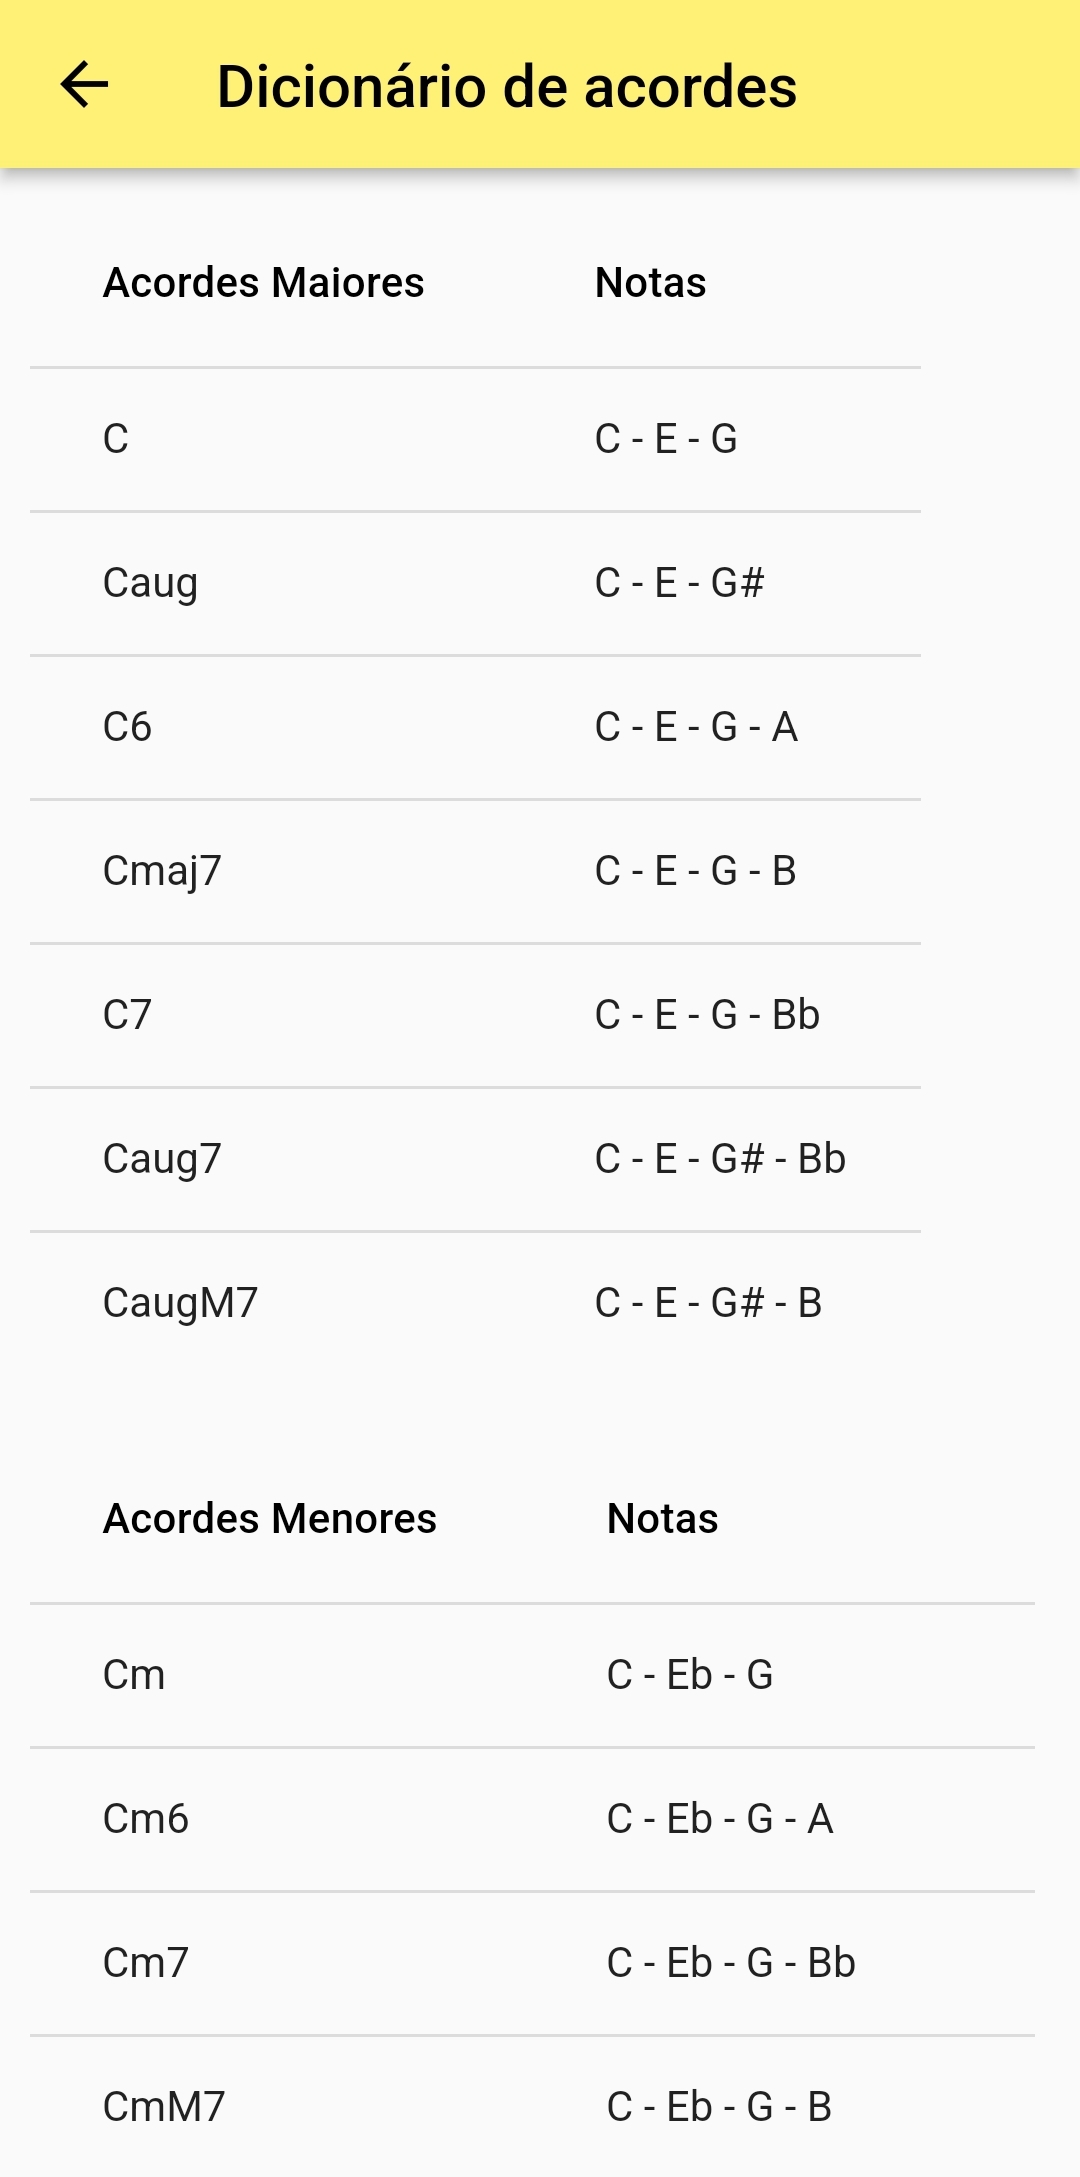 Dicionário de acordes
Acordes Maiores Notas
C C - E - G
Caug C - E - G#
C6 C - E - G - A
Cmaj7 C - E - G - B
C7 C - E - G - Bb
Caug7 C - E - G# - Bb
CaugM7 C - E - G# - B
Acordes Menores Notas
Cm C - Eb - G
Cm6 C - Eb - G - A
Cm7 C - Eb - G - Bb
CmM7 C - Eb - G - B